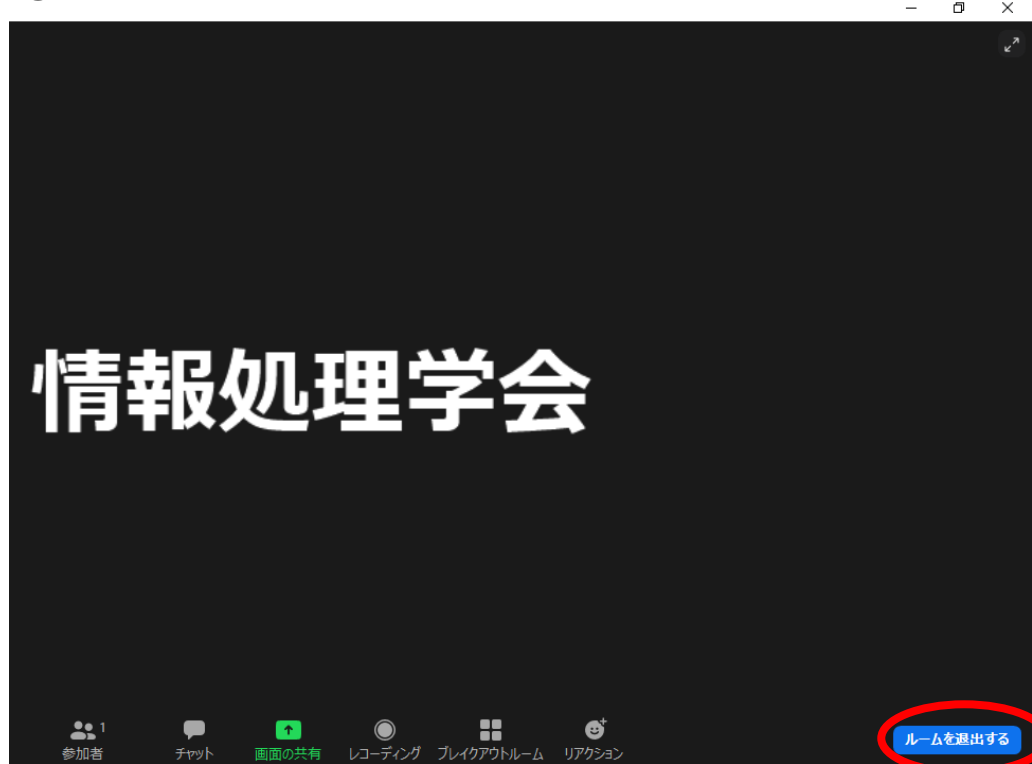 情報処理学会
1
参加者 チャット 画面の共有 レコーディング ブレイクアウトルーム リアクション ルームを退出する